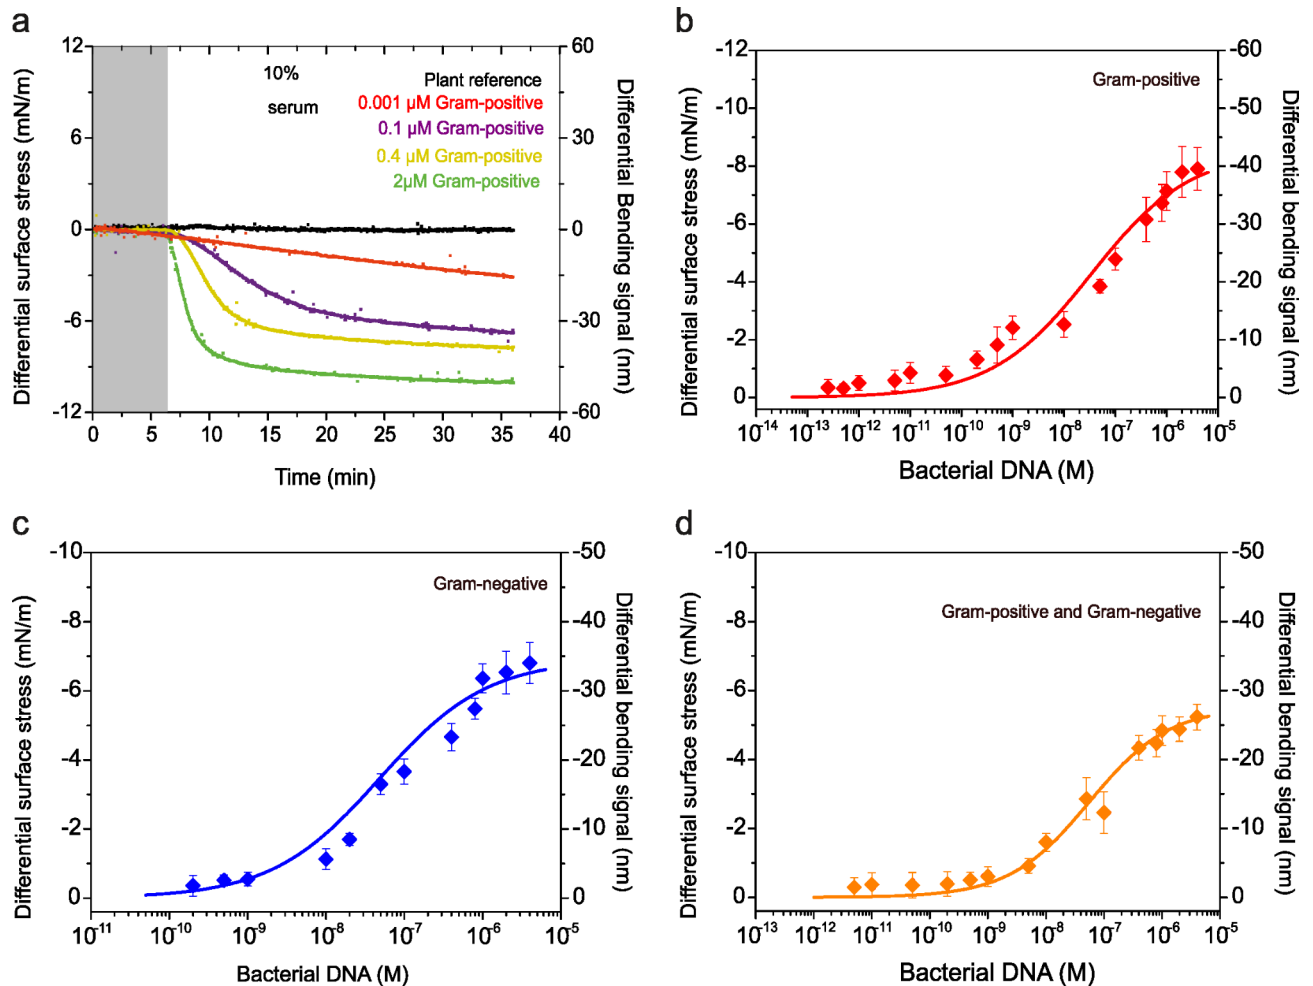 a
12
6
0
-6
-12
Differential surface stress (mN/m)
10%
serum
Plant reference
0.001 µM Gram-positive
0.1 µM Gram-positive
0.4 µM Gram-positive
2µM Gram-positive
60
30
0
-30
-60
Differential Bending signal (nm)
0 5 10 15 20 25 30 35 40
Time (min)
b
-12
-10
-8
-6
-4
-2
0
Differential surface stress (mN/m)
Gram-positive
-60
-50
-40
-30
-20
-10
0
Differential bending signal (nm)
10⁻¹⁴ 10⁻¹³ 10⁻¹² 10⁻¹¹ 10⁻¹⁰ 10⁻⁹ 10⁻⁸ 10⁻⁷ 10⁻⁶ 10⁻⁵
Bacterial DNA (M)
c
-10
-8
-6
-4
-2
0
Differential surface stress (mN/m)
Gram-negative
-50
-40
-30
-20
-10
0
Differential bending signal (nm)
10⁻¹¹ 10⁻¹⁰ 10⁻⁹ 10⁻⁸ 10⁻⁷ 10⁻⁶ 10⁻⁵
Bacterial DNA (M)
d
-10
-8
-6
-4
-2
0
Differential surface stress (mN/m)
Gram-positive and Gram-negative
-50
-40
-30
-20
-10
0
Differential bending signal (nm)
10⁻¹³ 10⁻¹² 10⁻¹¹ 10⁻¹⁰ 10⁻⁹ 10⁻⁸ 10⁻⁷ 10⁻⁶ 10⁻⁵
Bacterial DNA (M)